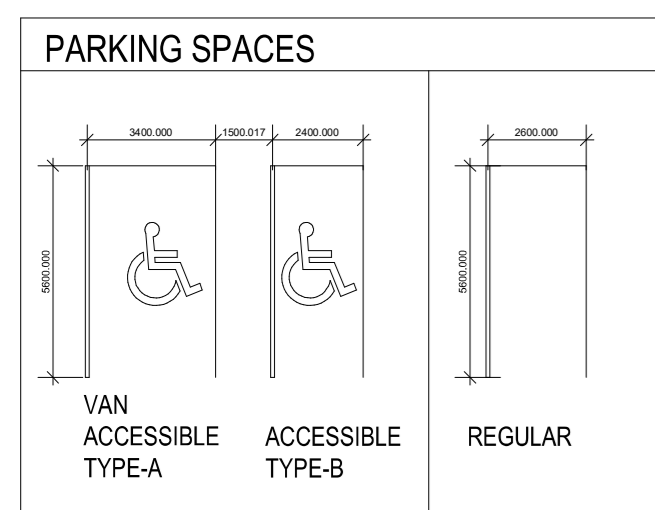 PARKING SPACES
3400.000
1500.017
2400.000
5600.000
VAN
ACCESSIBLE
TYPE-A
ACCESSIBLE
TYPE-B
2600.000
5600.000
REGULAR